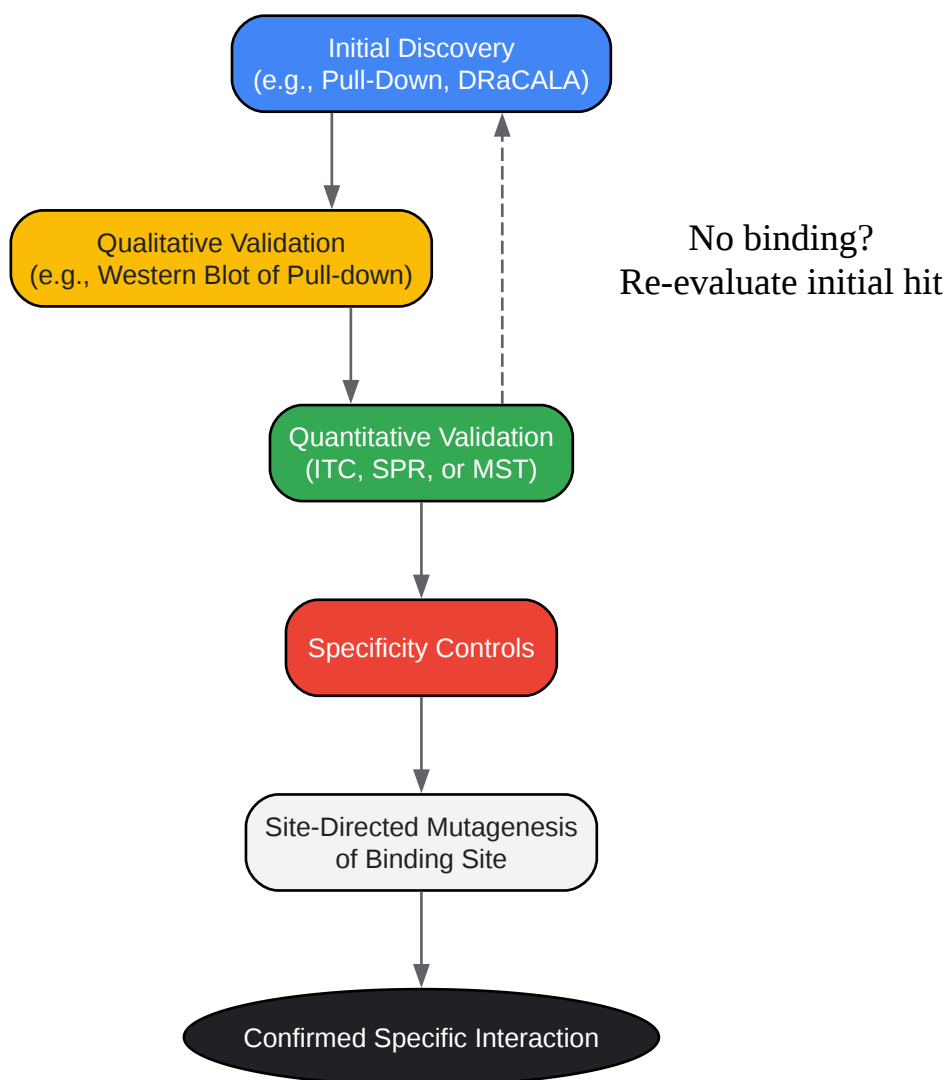 Initial Discovery
(e.g., Pull-Down, DRaCALA)
Qualitative Validation
(e.g., Western Blot of Pull-down)
No binding?
Re-evaluate initial hit
Quantitative Validation
(ITC, SPR, or MST)
Specificity Controls
Site-Directed Mutagenesis
of Binding Site
Confirmed Specific Interaction